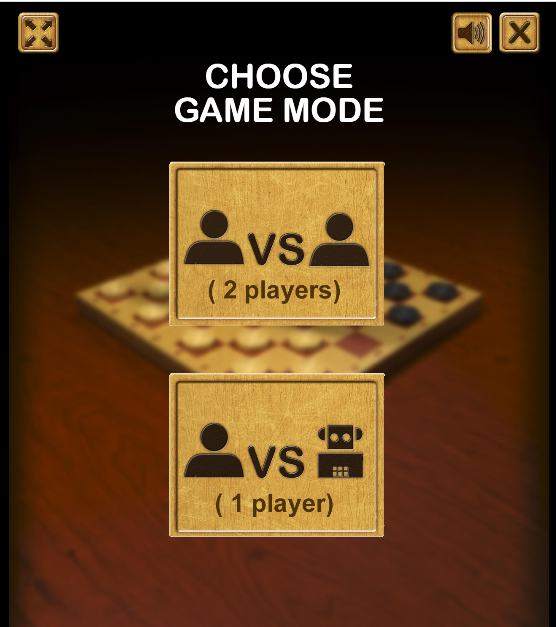 CHOOSE
GAME MODE
VS
( 2 players)
VS
( 1 player)